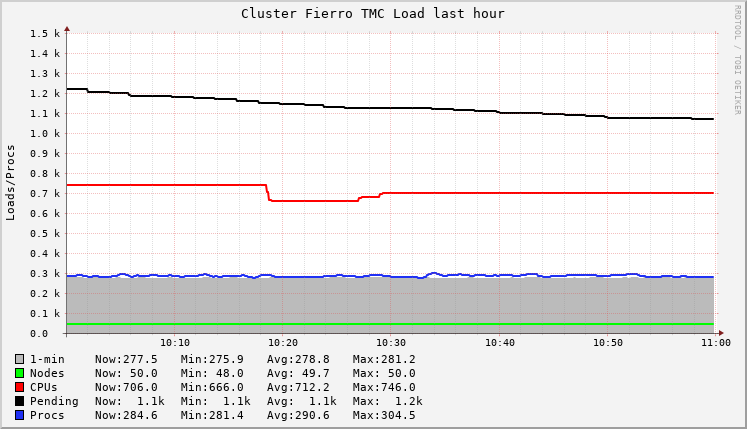 Cluster Fierro TMC Load last hour
RRDTOOL / TOBI OETIKER
Loads/Procs
1.5 k
1.4 k
1.3 k
1.2 k
1.1 k
1.0 k
0.9 k
0.8 k
0.7 k
0.6 k
0.5 k
0.4 k
0.3 k
0.2 k
0.1 k
0.0
10:10 10:20 10:30 10:40 10:50 11:00
1-min Now:277.5 Min:275.9 Avg:278.8 Max:281.2
Nodes Now: 50.0 Min: 48.0 Avg: 49.7 Max: 50.0
CPUs Now:706.0 Min:666.0 Avg:712.2 Max:746.0
Pending Now: 1.1k Min: 1.1k Avg: 1.1k Max: 1.2k
Procs Now:284.6 Min:281.4 Avg:290.6 Max:304.5